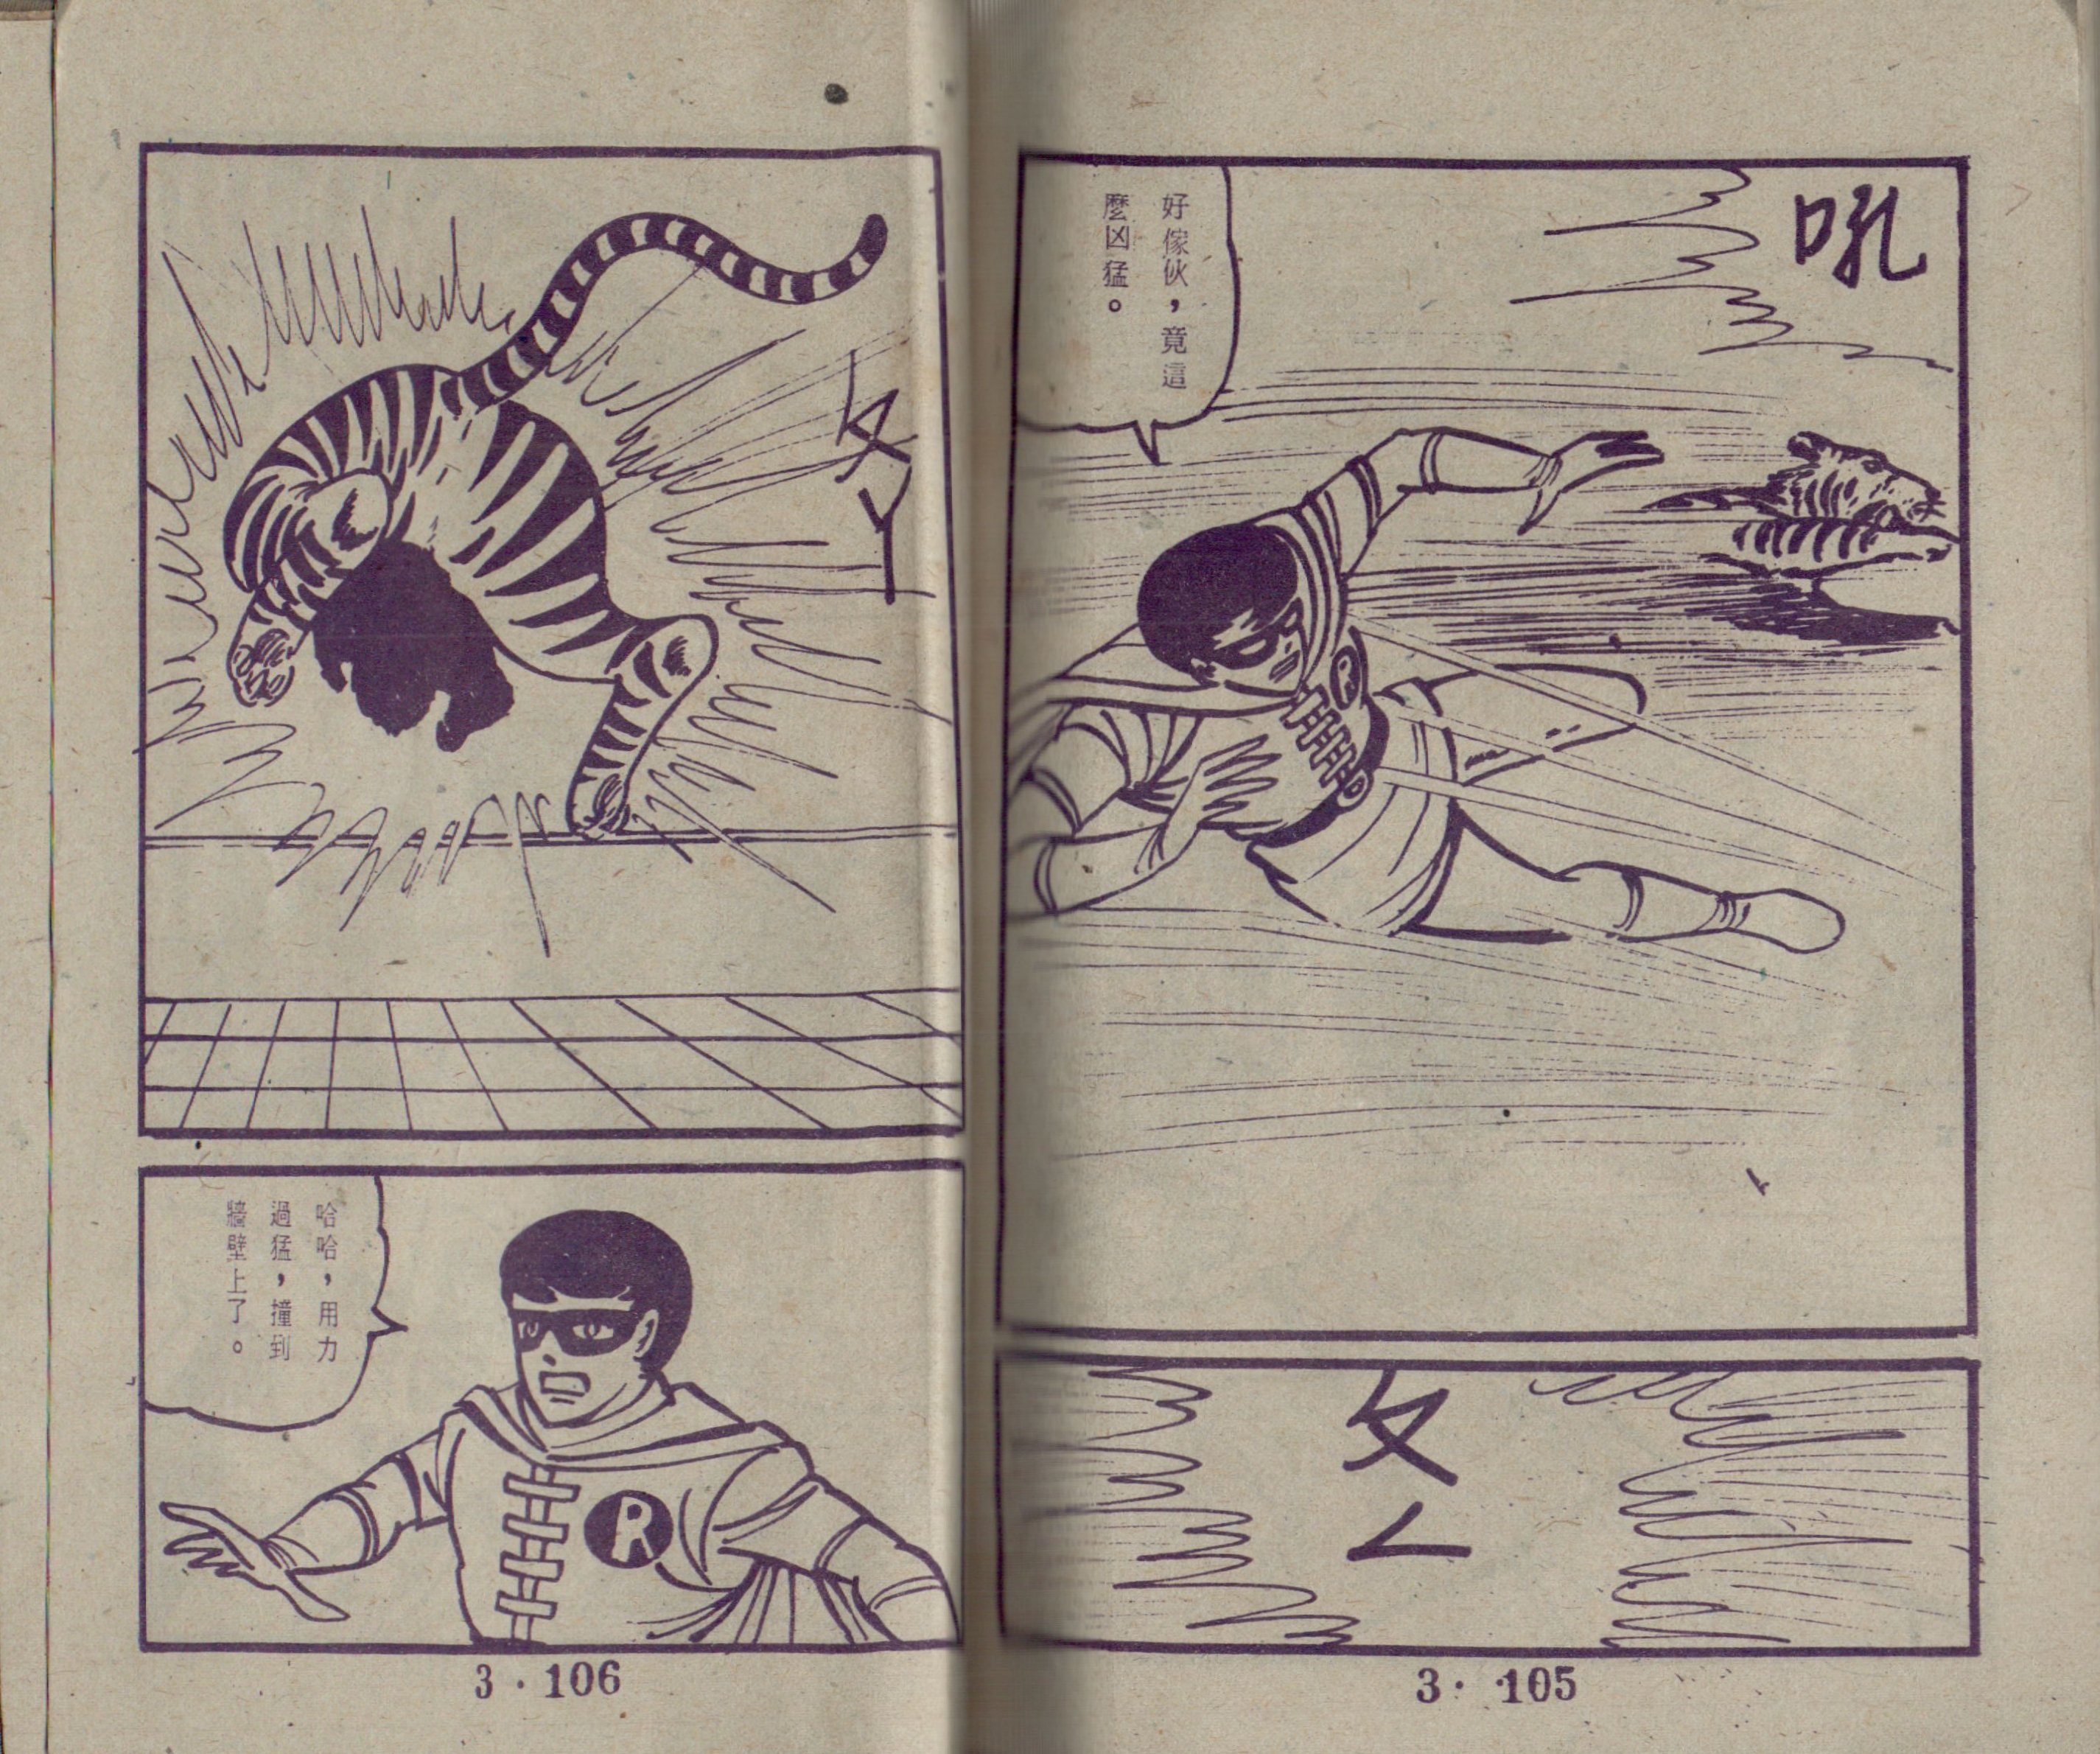 吼
好傢伙，竟這
麼凶猛。
R
ㄆㄥ
3·105
ㄆㄚ
哈哈，用力
過猛，撞到
牆壁上了。
R
3·106